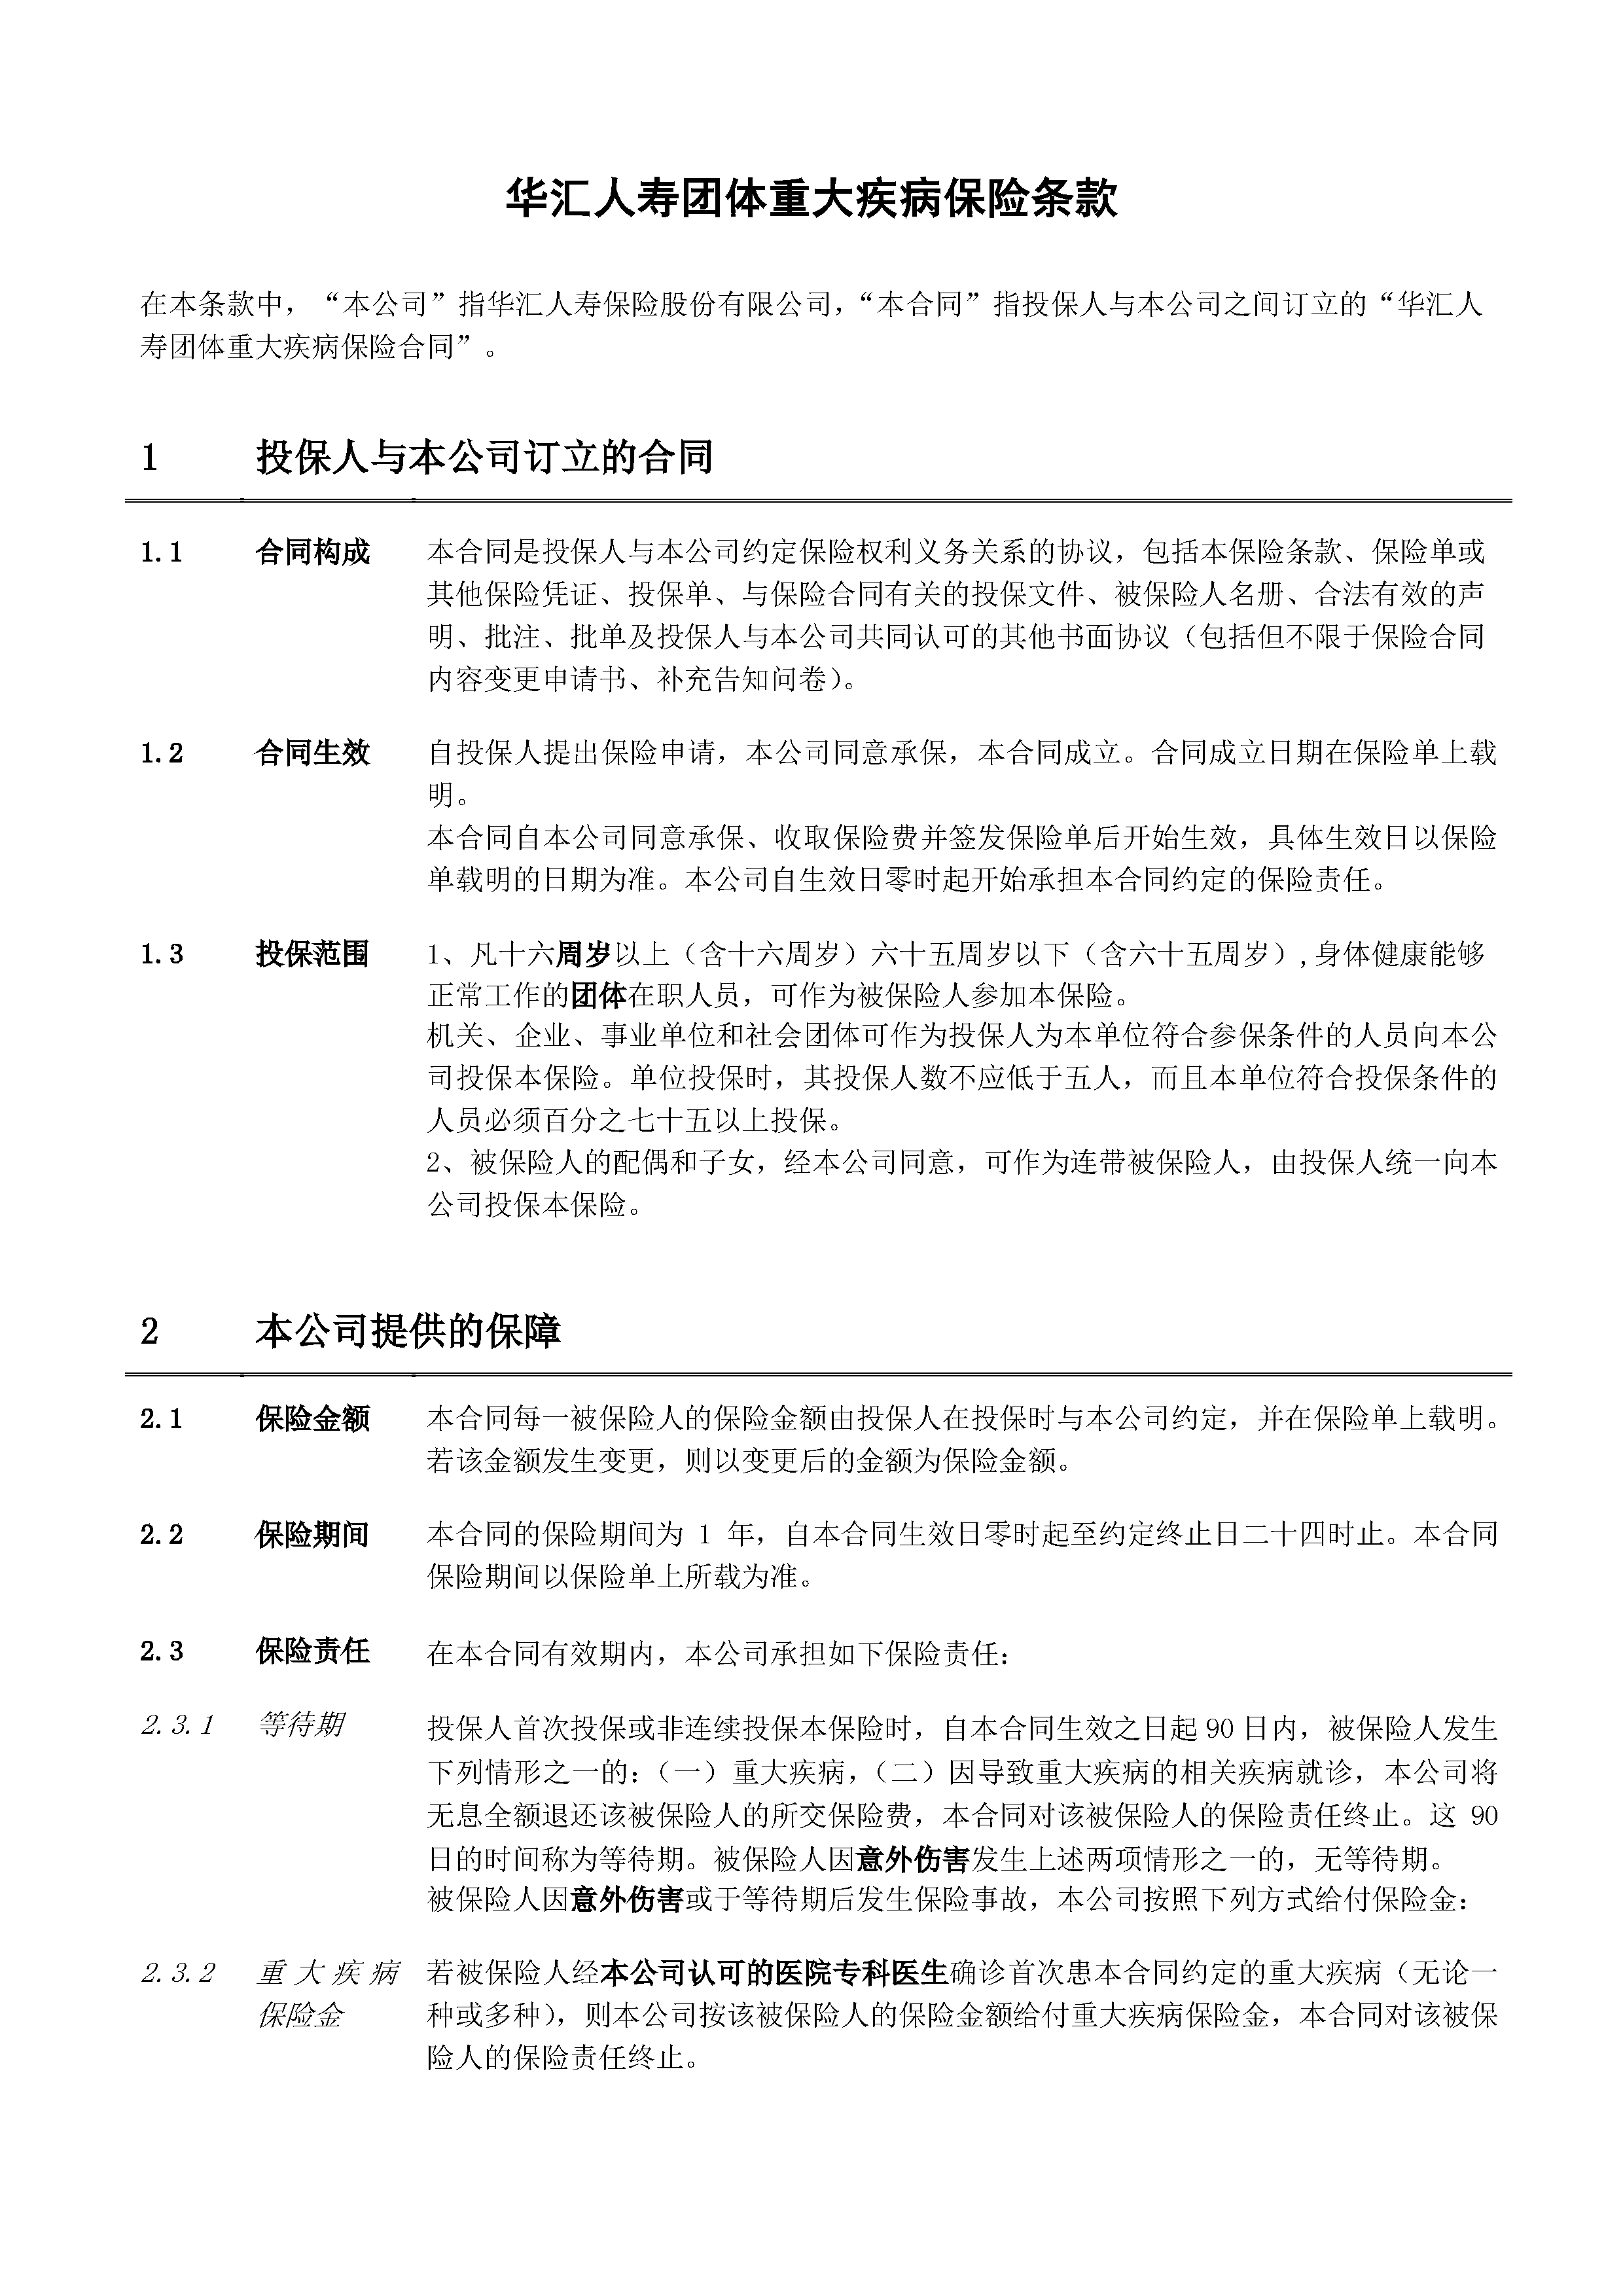 华汇人寿团体重大疾病保险条款
在本条款中，“本公司”指华汇人寿保险股份有限公司，“本合同”指投保人与本公司之间订立的“华汇人
寿团体重大疾病保险合同”。
1 投保人与本公司订立的合同
1.1 合同构成 本合同是投保人与本公司约定保险权利义务关系的协议，包括本保险条款、保险单或
其他保险凭证、投保单、与保险合同有关的投保文件、被保险人名册、合法有效的声
明、批注、批单及投保人与本公司共同认可的其他书面协议（包括但不限于保险合同
内容变更申请书、补充告知问卷）。
1.2 合同生效 自投保人提出保险申请，本公司同意承保，本合同成立。合同成立日期在保险单上载
明。
本合同自本公司同意承保、收取保险费并签发保险单后开始生效，具体生效日以保险
单载明的日期为准。本公司自生效日零时起开始承担本合同约定的保险责任。
1.3 投保范围 1、凡十六周岁以上（含十六周岁）六十五周岁以下（含六十五周岁）,身体健康能够
正常工作的团体在职人员，可作为被保险人参加本保险。
机关、企业、事业单位和社会团体可作为投保人为本单位符合参保条件的人员向本公
司投保本保险。单位投保时，其投保人数不应低于五人，而且本单位符合投保条件的
人员必须百分之七十五以上投保。
2、被保险人的配偶和子女，经本公司同意，可作为连带被保险人，由投保人统一向本
公司投保本保险。
2 本公司提供的保障
2.1 保险金额 本合同每一被保险人的保险金额由投保人在投保时与本公司约定，并在保险单上载明。
若该金额发生变更，则以变更后的金额为保险金额。
2.2 保险期间 本合同的保险期间为 1 年，自本合同生效日零时起至约定终止日二十四时止。本合同
保险期间以保险单上所载为准。
2.3 保险责任 在本合同有效期内，本公司承担如下保险责任：
2.3.1 等待期 投保人首次投保或非连续投保本保险时，自本合同生效之日起 90 日内，被保险人发生
下列情形之一的：（一）重大疾病，（二）因导致重大疾病的相关疾病就诊，本公司将
无息全额退还该被保险人的所交保险费，本合同对该被保险人的保险责任终止。这 90
日的时间称为等待期。被保险人因意外伤害发生上述两项情形之一的，无等待期。
被保险人因意外伤害或于等待期后发生保险事故，本公司按照下列方式给付保险金：
2.3.2 重大疾病 若被保险人经本公司认可的医院专科医生确诊首次患本合同约定的重大疾病（无论一
保险金 种或多种），则本公司按该被保险人的保险金额给付重大疾病保险金，本合同对该被保
险人的保险责任终止。